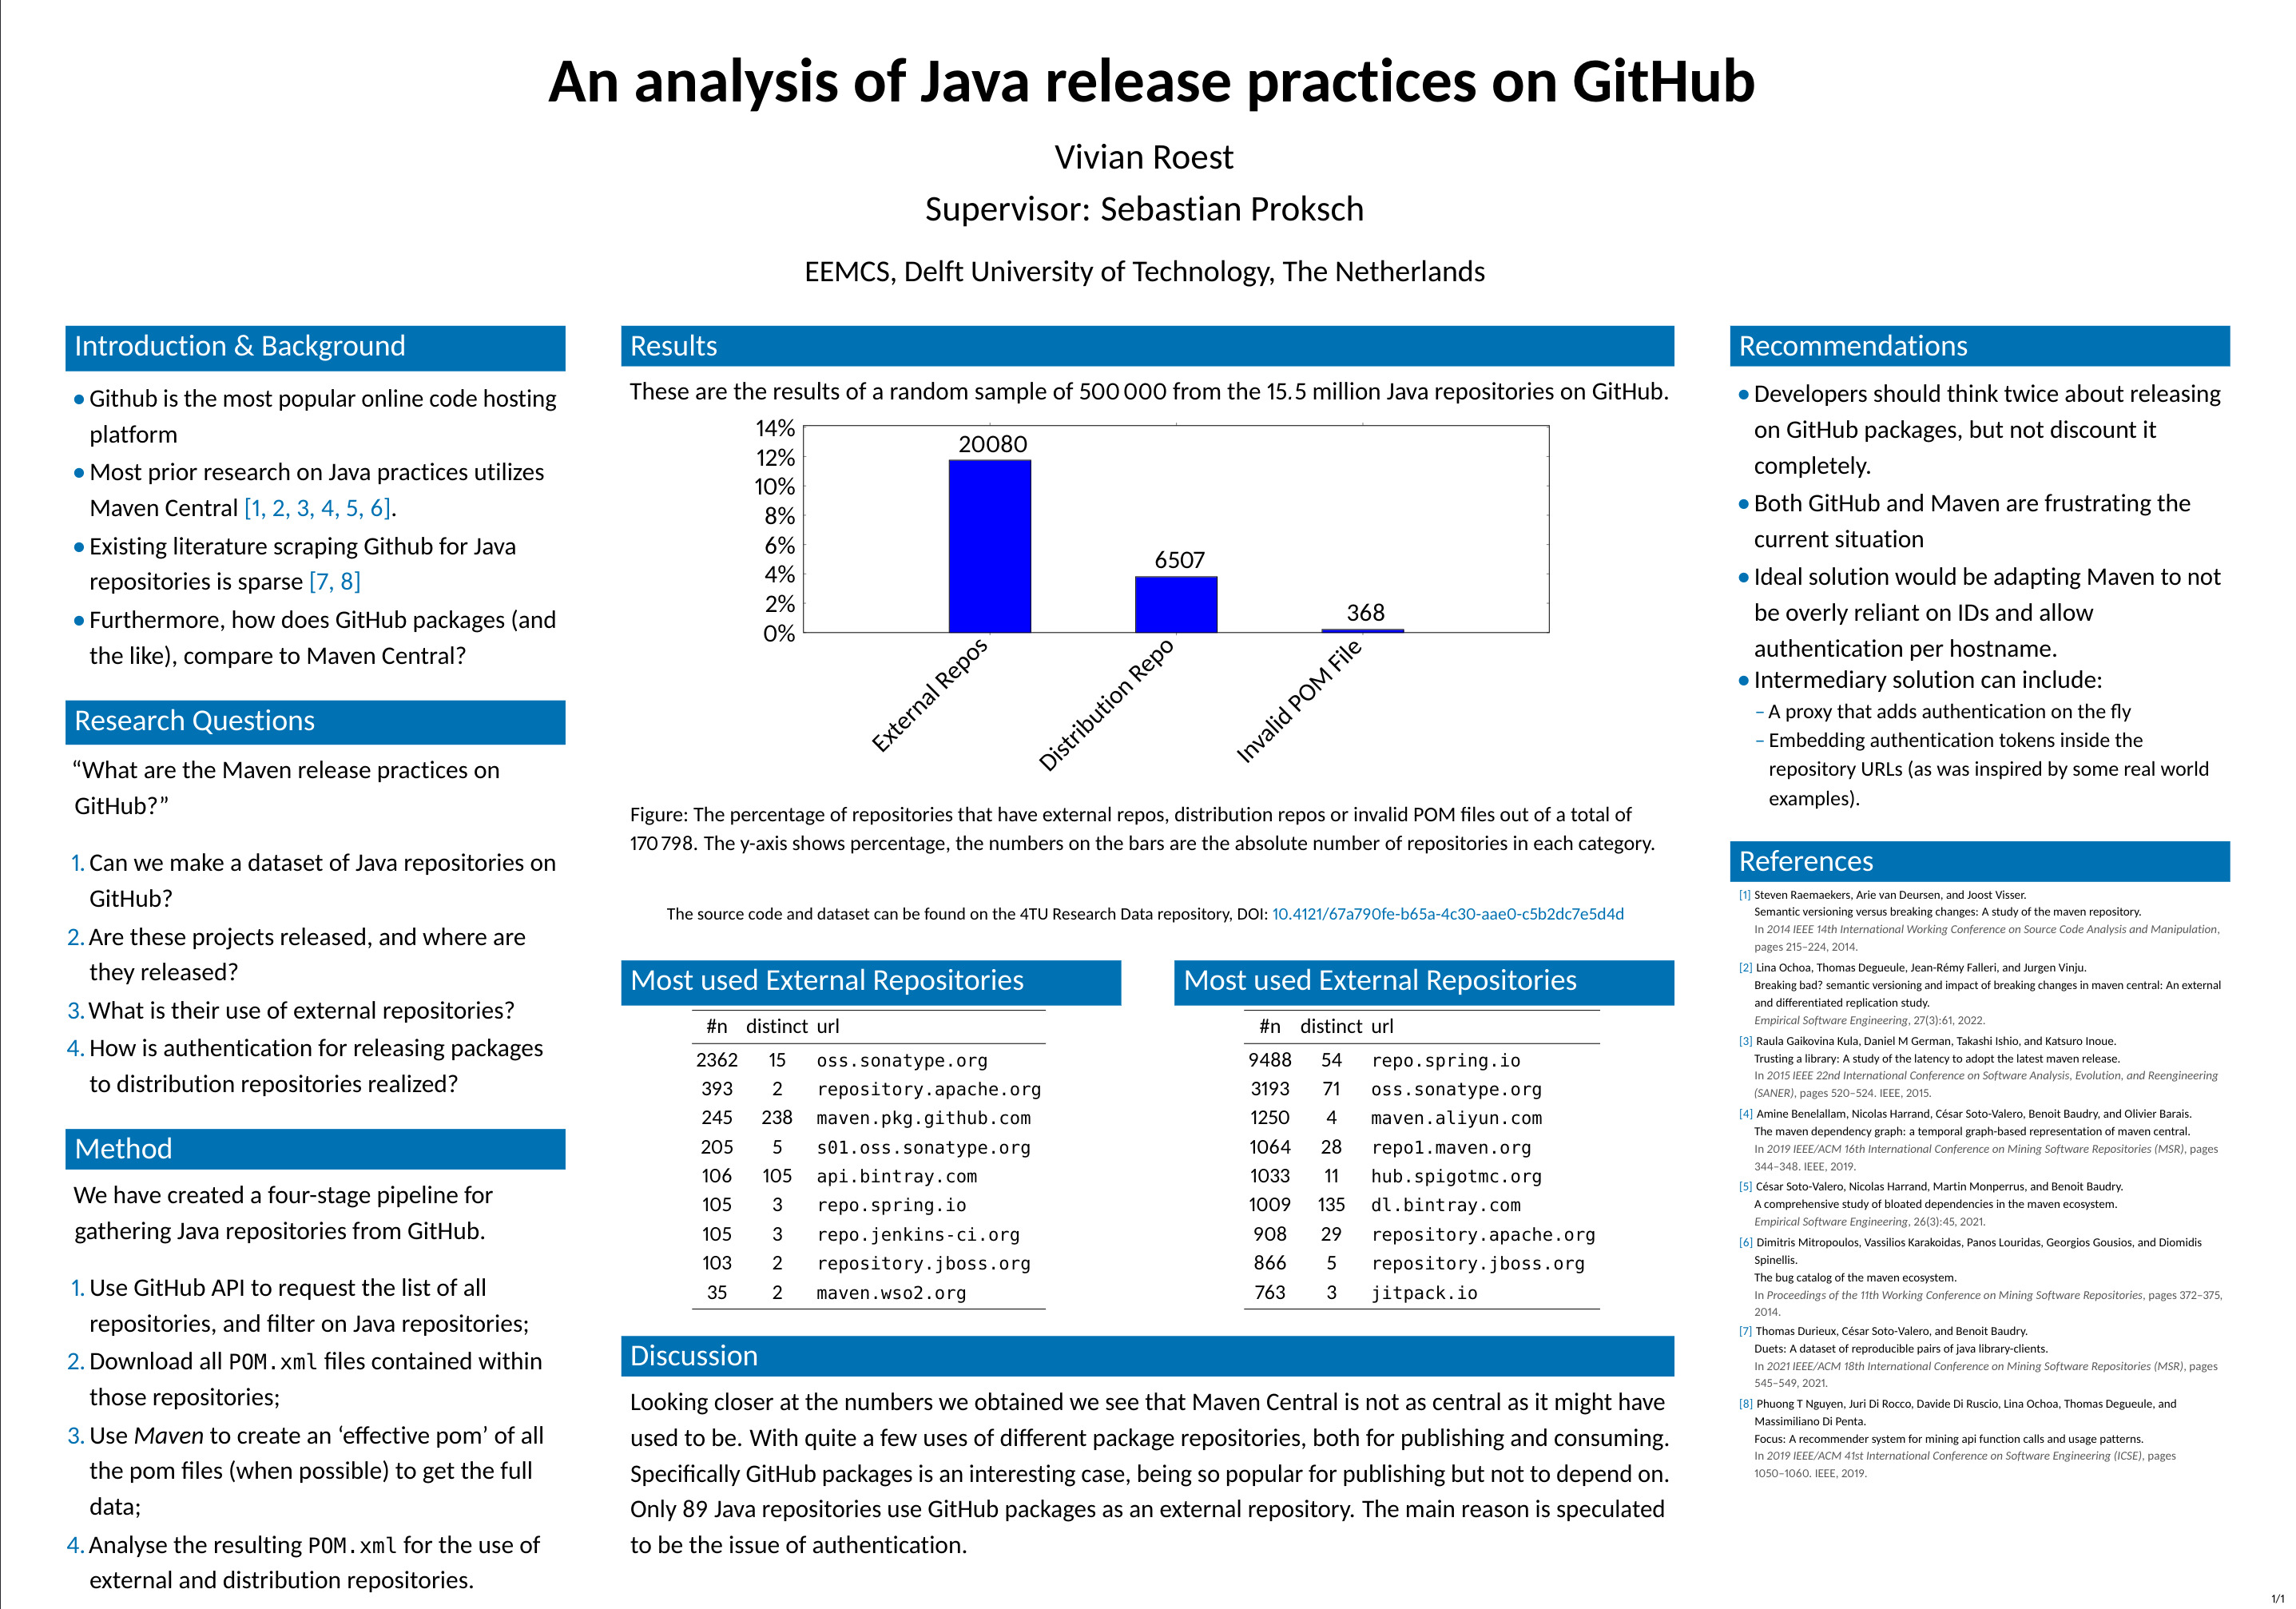 An analysis of Java release practices on GitHub
Vivian Roest
Supervisor: Sebastian Proksch
EEMCS, Delft University of Technology, The Netherlands
Introduction & Background
• Github is the most popular online code hosting
platform
• Most prior research on Java practices utilizes
Maven Central [1, 2, 3, 4, 5, 6].
• Existing literature scraping Github for Java
repositories is sparse [7, 8]
• Furthermore, how does GitHub packages (and
the like), compare to Maven Central?
Research Questions
“What are the Maven release practices on
GitHub?”
1. Can we make a dataset of Java repositories on
GitHub?
2. Are these projects released, and where are
they released?
3. What is their use of external repositories?
4. How is authentication for releasing packages
to distribution repositories realized?
Method
We have created a four-stage pipeline for
gathering Java repositories from GitHub.
1. Use GitHub API to request the list of all
repositories, and filter on Java repositories;
2. Download all POM.xml files contained within
those repositories;
3. Use Maven to create an ‘effective pom’ of all
the pom files (when possible) to get the full
data;
4. Analyse the resulting POM.xml for the use of
external and distribution repositories.
Results
These are the results of a random sample of 500 000 from the 15.5 million Java repositories on GitHub.
14%
12%
10%
8%
6%
4%
2%
0%
20080
6507
368
External Repos
Distribution Repo
Invalid POM File
Figure: The percentage of repositories that have external repos, distribution repos or invalid POM files out of a total of
170 798. The y-axis shows percentage, the numbers on the bars are the absolute number of repositories in each category.
The source code and dataset can be found on the 4TU Research Data repository, DOI: 10.4121/67a790fe-b65a-4c30-aae0-c5b2dc7e5d4d
Most used External Repositories
#n distinct url
2362 15 oss.sonatype.org
393 2 repository.apache.org
245 238 maven.pkg.github.com
205 5 s01.oss.sonatype.org
106 105 api.bintray.com
105 3 repo.spring.io
105 3 repo.jenkins-ci.org
103 2 repository.jboss.org
35 2 maven.wso2.org
Most used External Repositories
#n distinct url
9488 54 repo.spring.io
3193 71 oss.sonatype.org
1250 4 maven.aliyun.com
1064 28 repo1.maven.org
1033 11 hub.spigotmc.org
1009 135 dl.bintray.com
908 29 repository.apache.org
866 5 repository.jboss.org
763 3 jitpack.io
Discussion
Looking closer at the numbers we obtained we see that Maven Central is not as central as it might have
used to be. With quite a few uses of different package repositories, both for publishing and consuming.
Specifically GitHub packages is an interesting case, being so popular for publishing but not to depend on.
Only 89 Java repositories use GitHub packages as an external repository. The main reason is speculated
to be the issue of authentication.
Recommendations
• Developers should think twice about releasing
on GitHub packages, but not discount it
completely.
• Both GitHub and Maven are frustrating the
current situation
• Ideal solution would be adapting Maven to not
be overly reliant on IDs and allow
authentication per hostname.
• Intermediary solution can include:
– A proxy that adds authentication on the fly
– Embedding authentication tokens inside the
repository URLs (as was inspired by some real world
examples).
References
[1] Steven Raemaekers, Arie van Deursen, and Joost Visser.
Semantic versioning versus breaking changes: A study of the maven repository.
In 2014 IEEE 14th International Working Conference on Source Code Analysis and Manipulation,
pages 215–224, 2014.
[2] Lina Ochoa, Thomas Degueule, Jean-Rémy Falleri, and Jurgen Vinju.
Breaking bad? semantic versioning and impact of breaking changes in maven central: An external
and differentiated replication study.
Empirical Software Engineering, 27(3):61, 2022.
[3] Raula Gaikovina Kula, Daniel M German, Takashi Ishio, and Katsuro Inoue.
Trusting a library: A study of the latency to adopt the latest maven release.
In 2015 IEEE 22nd International Conference on Software Analysis, Evolution, and Reengineering
(SANER), pages 520–524. IEEE, 2015.
[4] Amine Benelallam, Nicolas Harrand, César Soto-Valero, Benoit Baudry, and Olivier Barais.
The maven dependency graph: a temporal graph-based representation of maven central.
In 2019 IEEE/ACM 16th International Conference on Mining Software Repositories (MSR), pages
344–348. IEEE, 2019.
[5] César Soto-Valero, Nicolas Harrand, Martin Monperrus, and Benoit Baudry.
A comprehensive study of bloated dependencies in the maven ecosystem.
Empirical Software Engineering, 26(3):45, 2021.
[6] Dimitris Mitropoulos, Vassilios Karakoidas, Panos Louridas, Georgios Gousios, and Diomidis
Spinellis.
The bug catalog of the maven ecosystem.
In Proceedings of the 11th Working Conference on Mining Software Repositories, pages 372–375,
2014.
[7] Thomas Durieux, César Soto-Valero, and Benoit Baudry.
Duets: A dataset of reproducible pairs of java library-clients.
In 2021 IEEE/ACM 18th International Conference on Mining Software Repositories (MSR), pages
545–549, 2021.
[8] Phuong T Nguyen, Juri Di Rocco, Davide Di Ruscio, Lina Ochoa, Thomas Degueule, and
Massimiliano Di Penta.
Focus: A recommender system for mining api function calls and usage patterns.
In 2019 IEEE/ACM 41st International Conference on Software Engineering (ICSE), pages
1050–1060. IEEE, 2019.
1/1